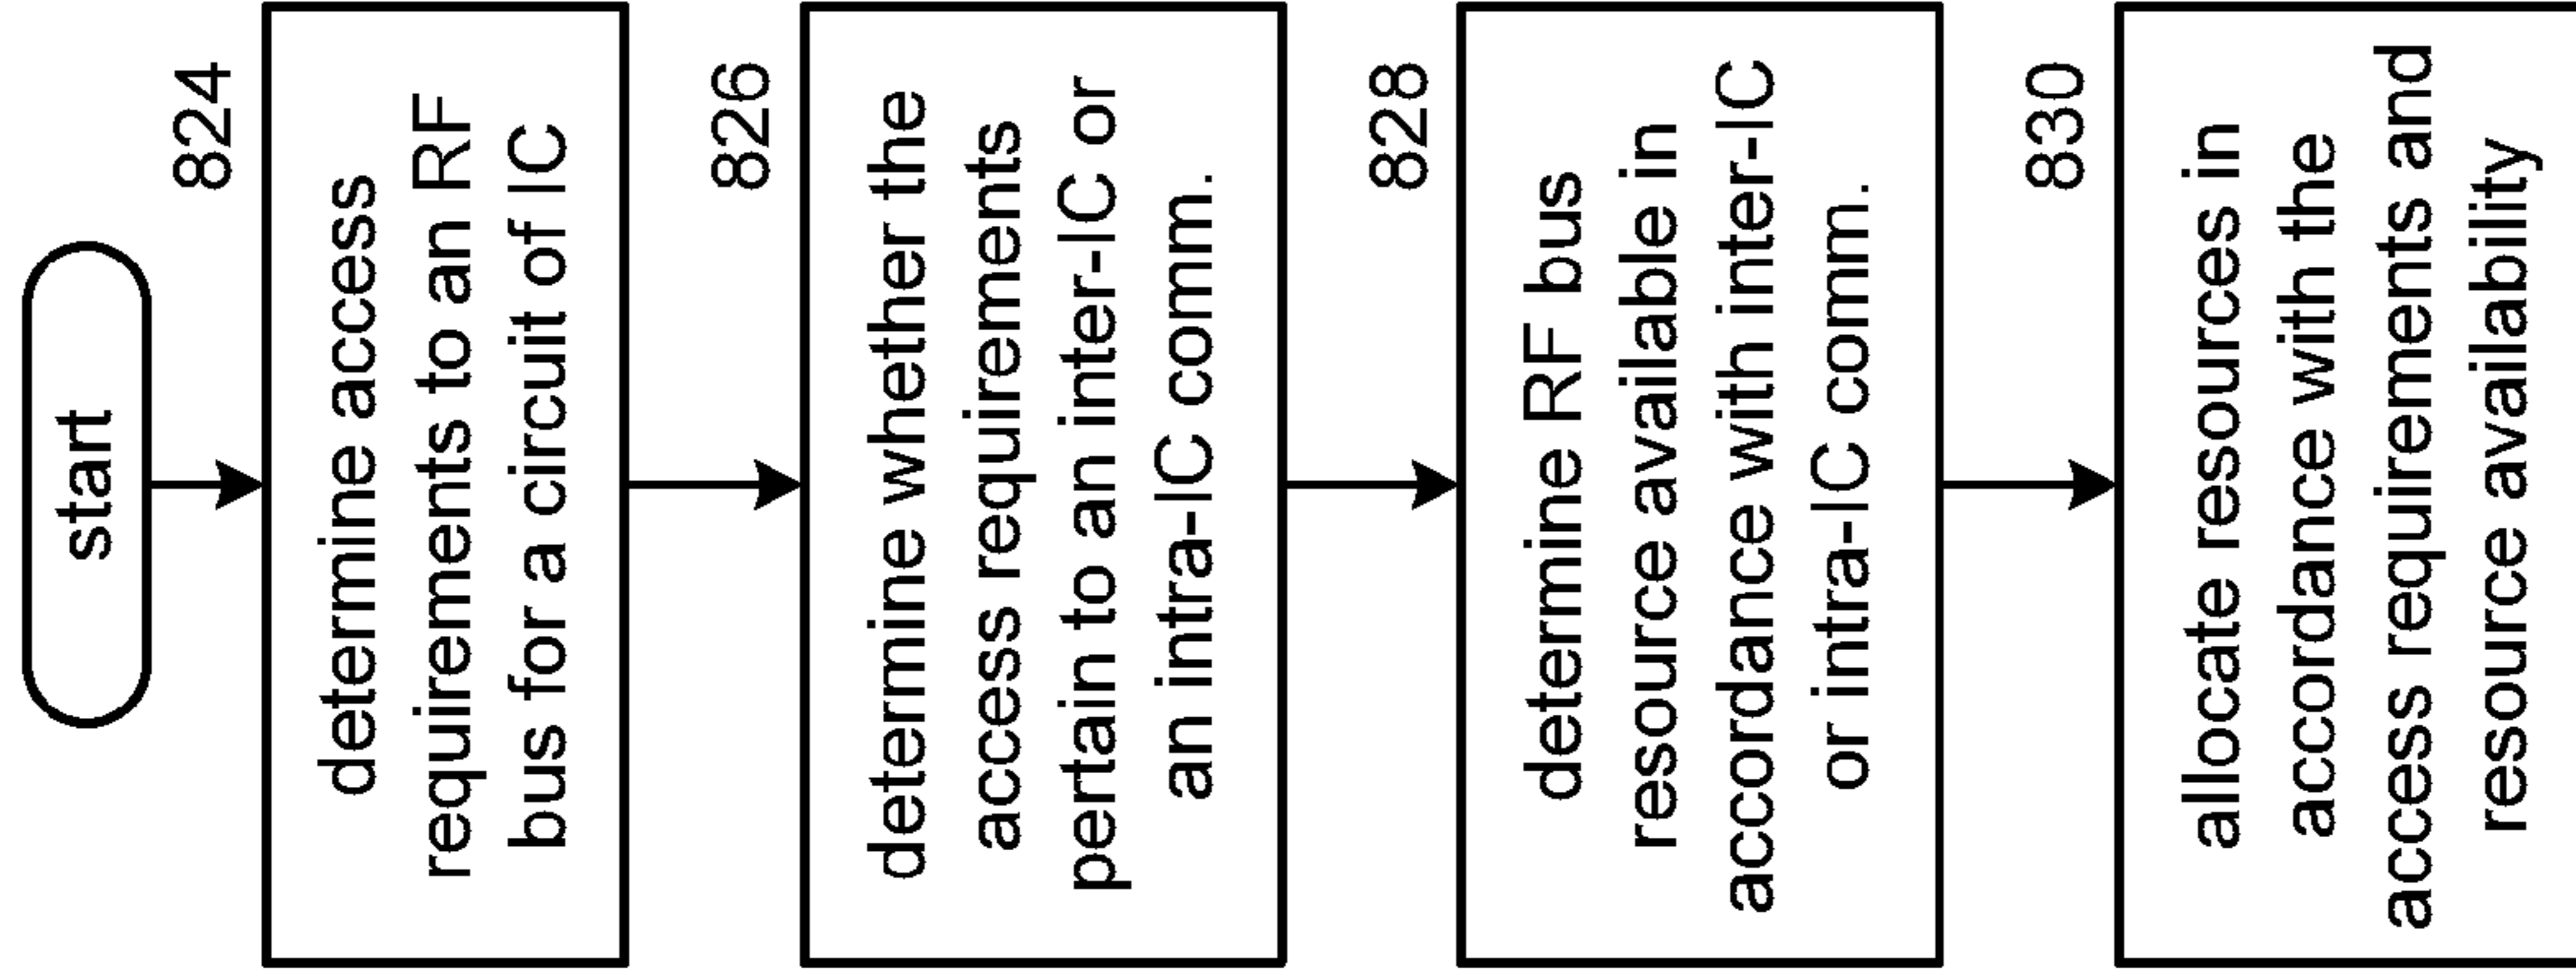 start
824
determine access
requirements to an RF
bus for a circuit of IC
826
determine whether the
access requirements
pertain to an inter-IC or
an intra-IC comm.
828
determine RF bus
resource available in
accordance with inter-IC
or intra-IC comm.
830
allocate resources in
accordance with the
access requirements and
resource availability